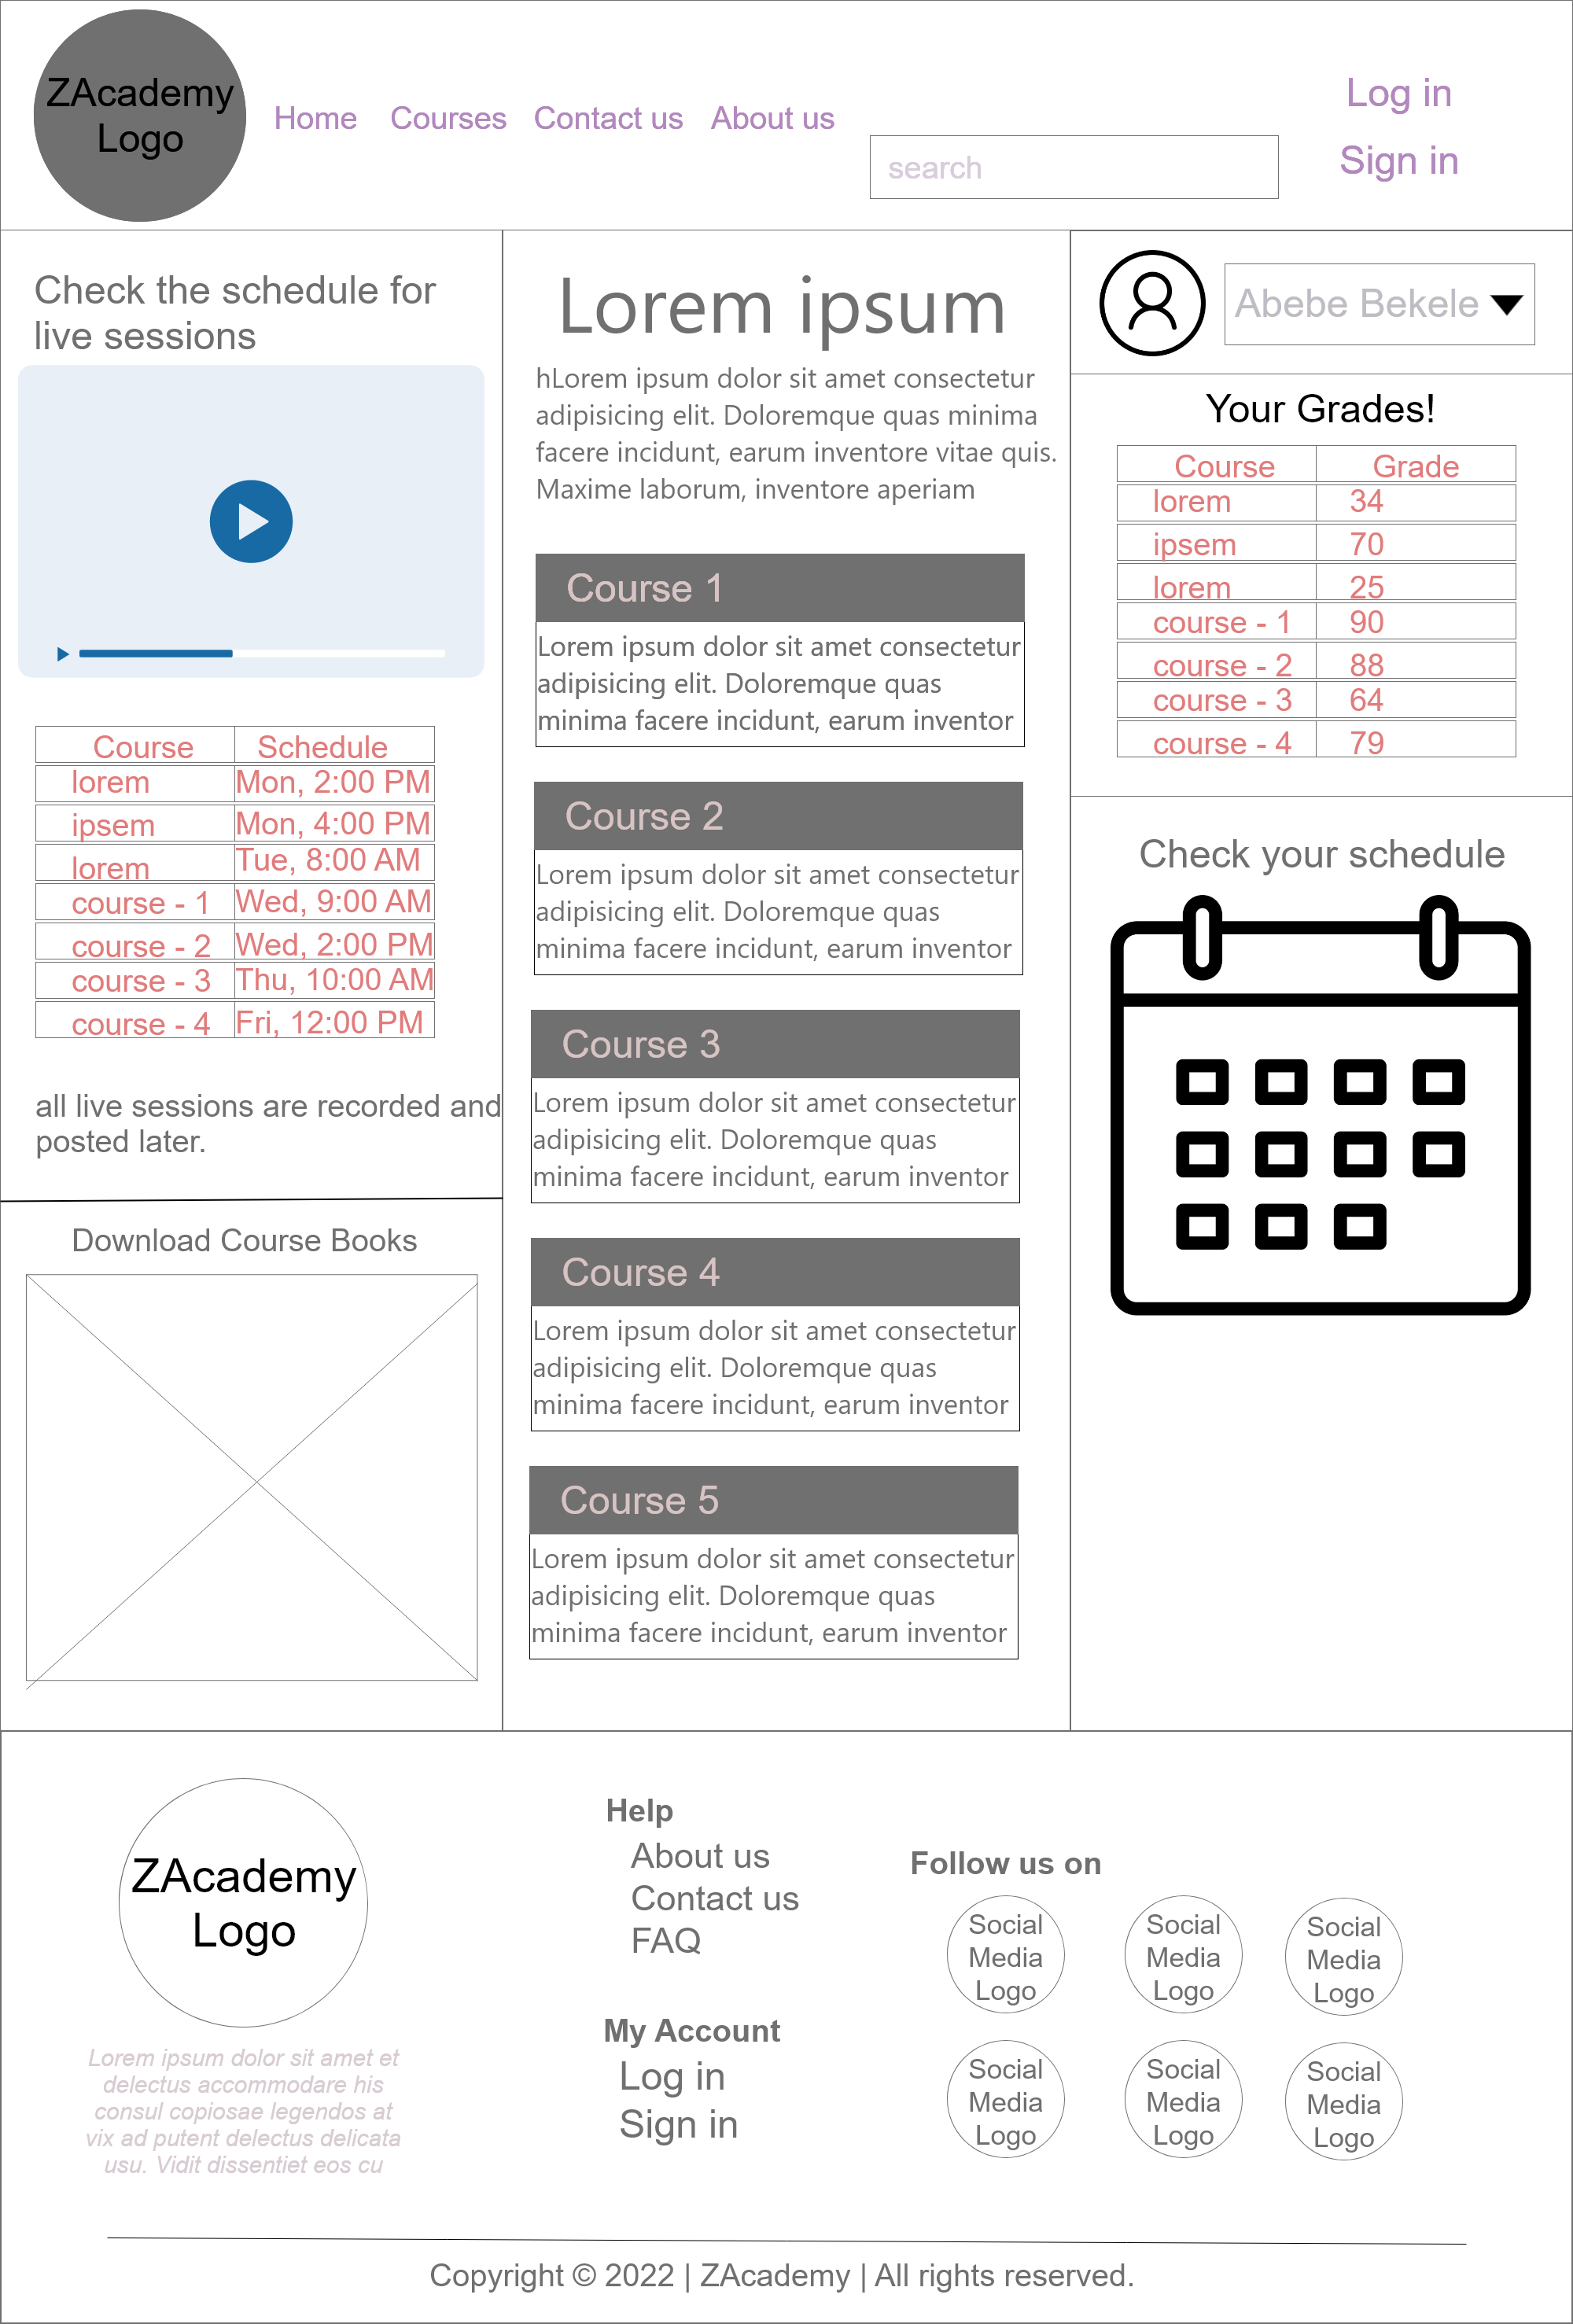 ZAcademy
Logo
Home Courses Contact us About us
search
Log in
Sign in
Check the schedule for
live sessions
Course Schedule
lorem Mon, 2:00 PM
ipsem Mon, 4:00 PM
lorem Tue, 8:00 AM
course - 1 Wed, 9:00 AM
course - 2 Wed, 2:00 PM
course - 3 Thu, 10:00 AM
course - 4 Fri, 12:00 PM
all live sessions are recorded and
posted later.
Download Course Books
Lorem ipsum
hLorem ipsum dolor sit amet consectetur
adipisicing elit. Doloremque quas minima
facere incidunt, earum inventore vitae quis.
Maxime laborum, inventore aperiam
Course 1
Lorem ipsum dolor sit amet consectetur
adipisicing elit. Doloremque quas
minima facere incidunt, earum inventor
Course 2
Lorem ipsum dolor sit amet consectetur
adipisicing elit. Doloremque quas
minima facere incidunt, earum inventor
Course 3
Lorem ipsum dolor sit amet consectetur
adipisicing elit. Doloremque quas
minima facere incidunt, earum inventor
Course 4
Lorem ipsum dolor sit amet consectetur
adipisicing elit. Doloremque quas
minima facere incidunt, earum inventor
Course 5
Lorem ipsum dolor sit amet consectetur
adipisicing elit. Doloremque quas
minima facere incidunt, earum inventor
Abebe Bekele
Your Grades!
Course Grade
lorem 34
ipsem 70
lorem 25
course - 1 90
course - 2 88
course - 3 64
course - 4 79
Check your schedule
ZAcademy
Logo
Lorem ipsum dolor sit amet et
delectus accommodare his
consul copiosae legendos at
vix ad putent delectus delicata
usu. Vidit dissentiet eos cu
Help
About us
Contact us
FAQ
My Account
Log in
Sign in
Follow us on
Social
Media
Logo
Social
Media
Logo
Social
Media
Logo
Social
Media
Logo
Social
Media
Logo
Social
Media
Logo
Copyright © 2022 | ZAcademy | All rights reserved.